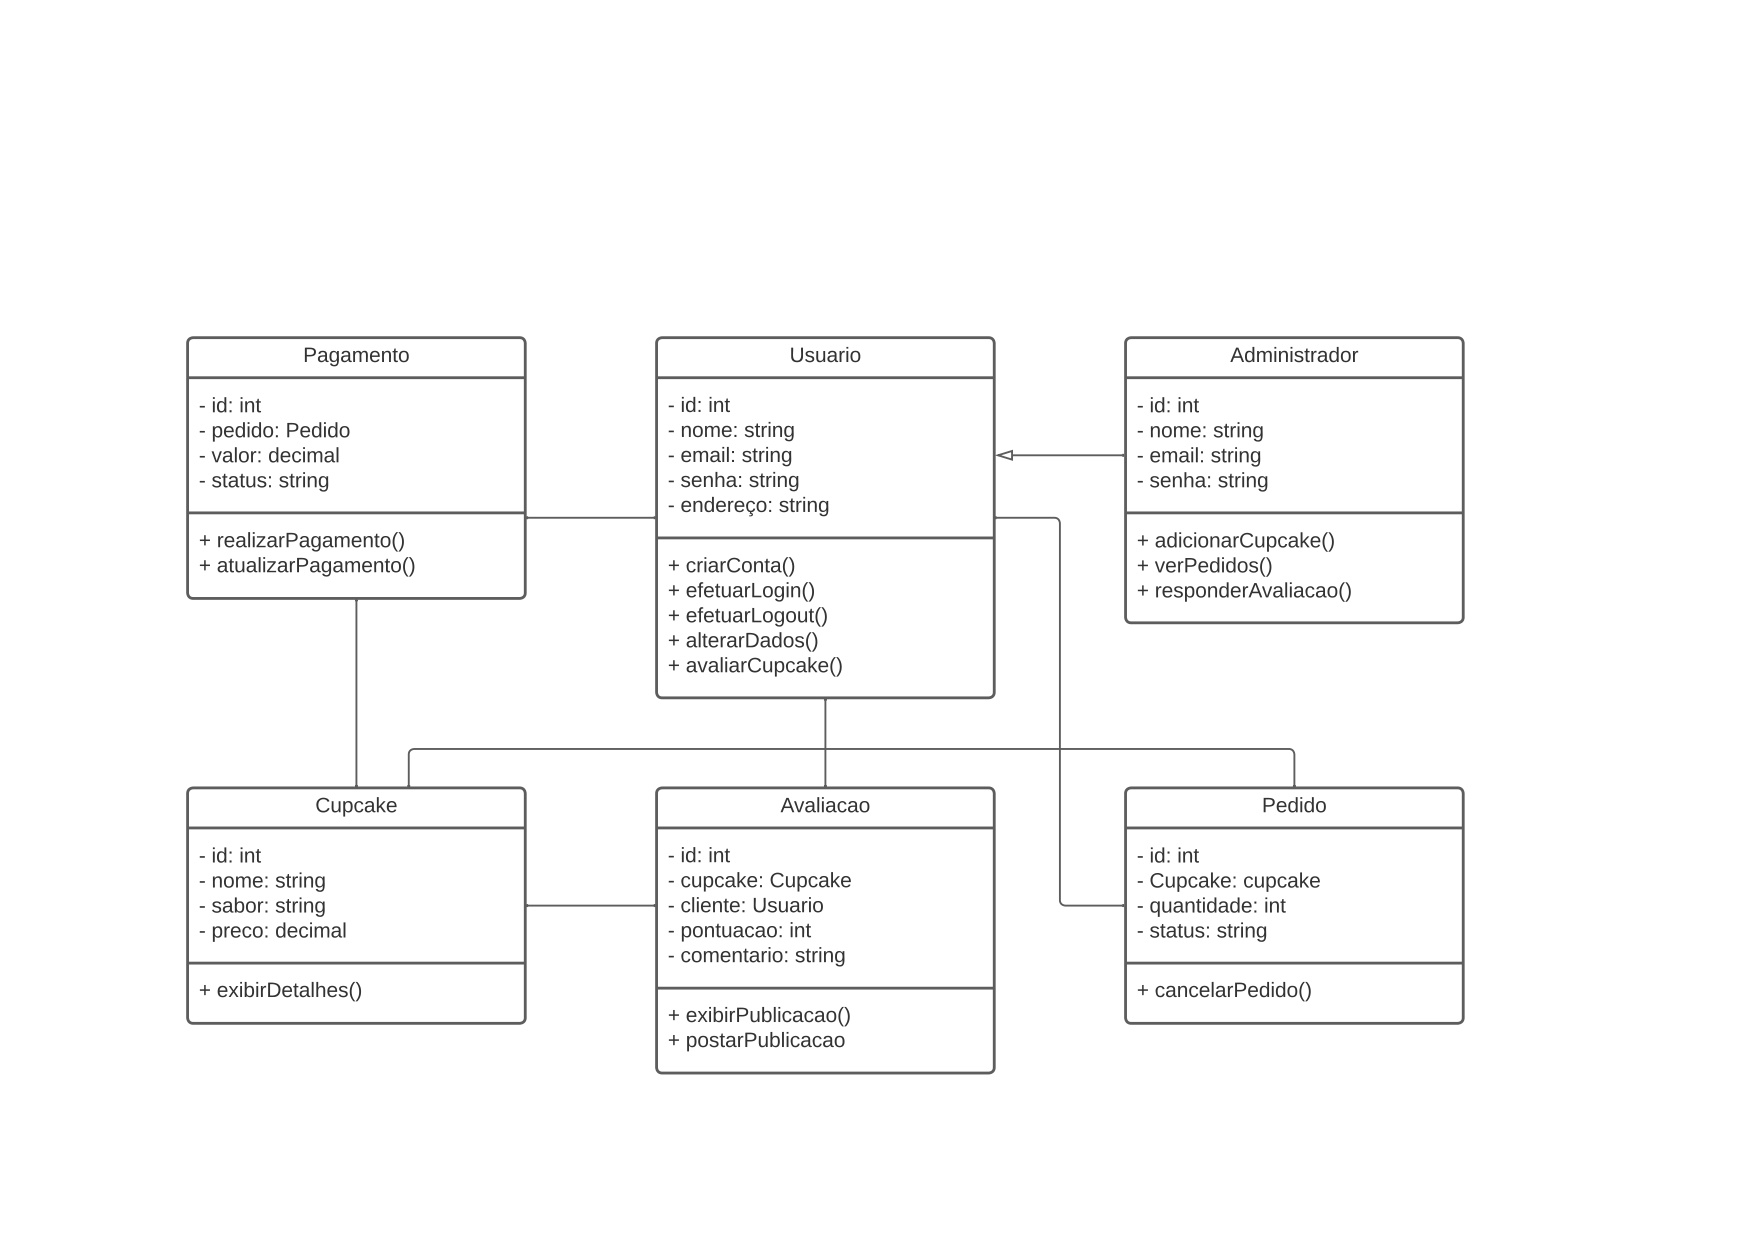 Pagamento
- id: int
- pedido: Pedido
- valor: decimal
- status: string
+ realizarPagamento()
+ atualizarPagamento()
Usuario
- id: int
- nome: string
- email: string
- senha: string
- endereço: string
+ criarConta()
+ efetuarLogin()
+ efetuarLogout()
+ alterarDados()
+ avaliarCupcake()
Administrador
- id: int
- nome: string
- email: string
- senha: string
+ adicionarCupcake()
+ verPedidos()
+ responderAvaliacao()
Cupcake
- id: int
- nome: string
- sabor: string
- preco: decimal
+ exibirDetalhes()
Avaliacao
- id: int
- cupcake: Cupcake
- cliente: Usuario
- pontuacao: int
- comentario: string
+ exibirPublicacao()
+ postarPublicacao
Pedido
- id: int
- Cupcake: cupcake
- quantidade: int
- status: string
+ cancelarPedido()